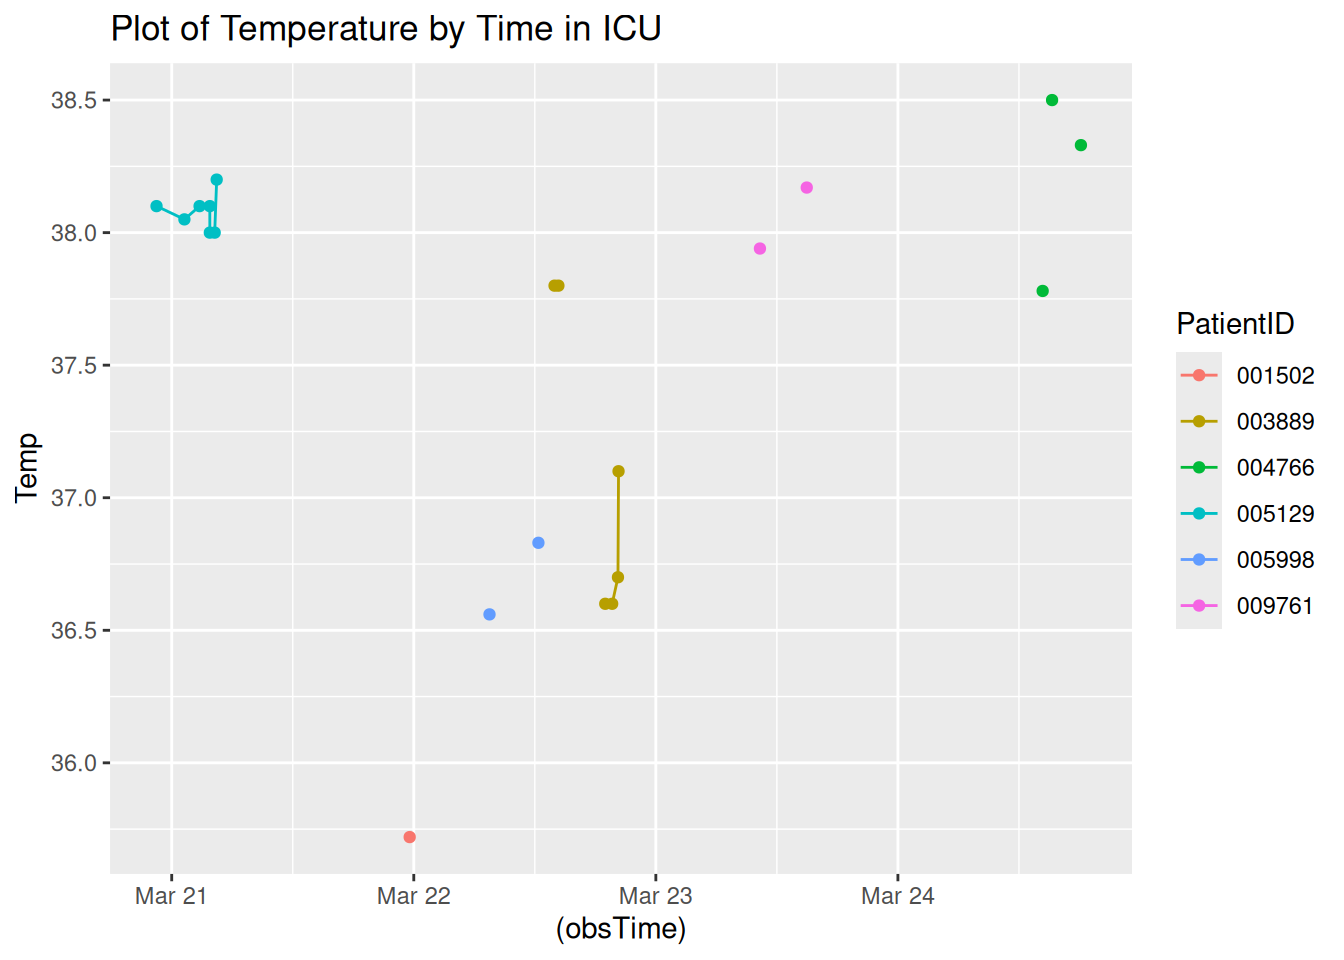 Plot of Temperature by Time in ICU
38.5
38.0
37.5
37.0
36.5
36.0
Temp
Mar 21
Mar 22
Mar 23
Mar 24
(obsTime)
PatientID
001502
003889
004766
005129
005998
009761